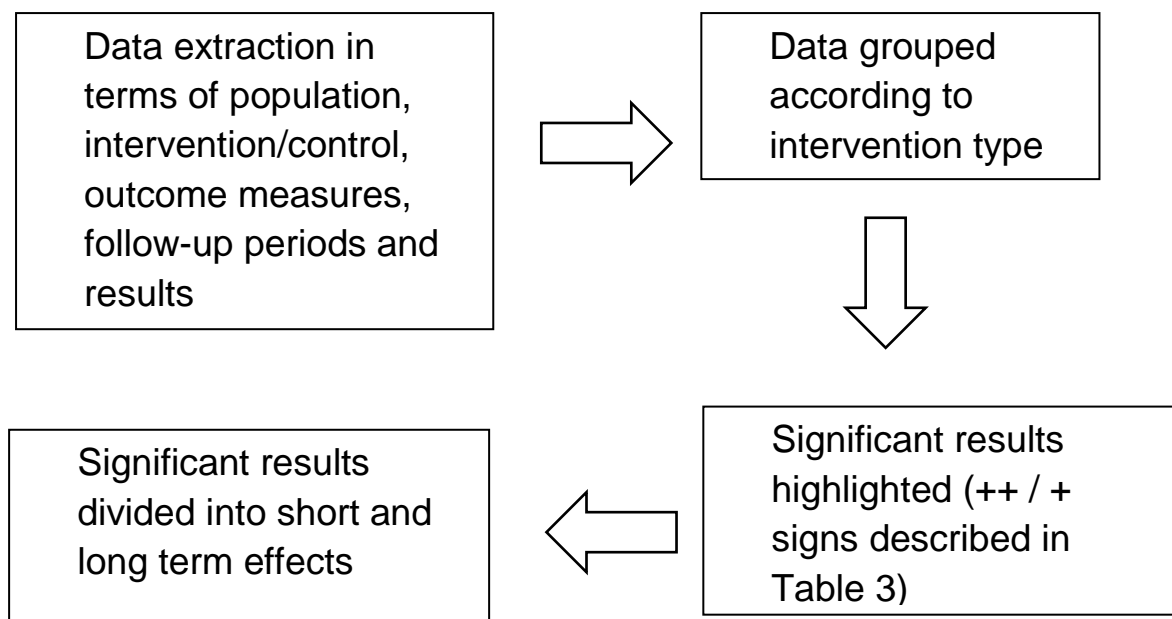 Data extraction in
terms of population,
intervention/control,
outcome measures,
follow-up periods and
results
Data grouped
according to
intervention type
Significant results
highlighted (++ / +
signs described in
Table 3)
Significant results
divided into short and
long term effects